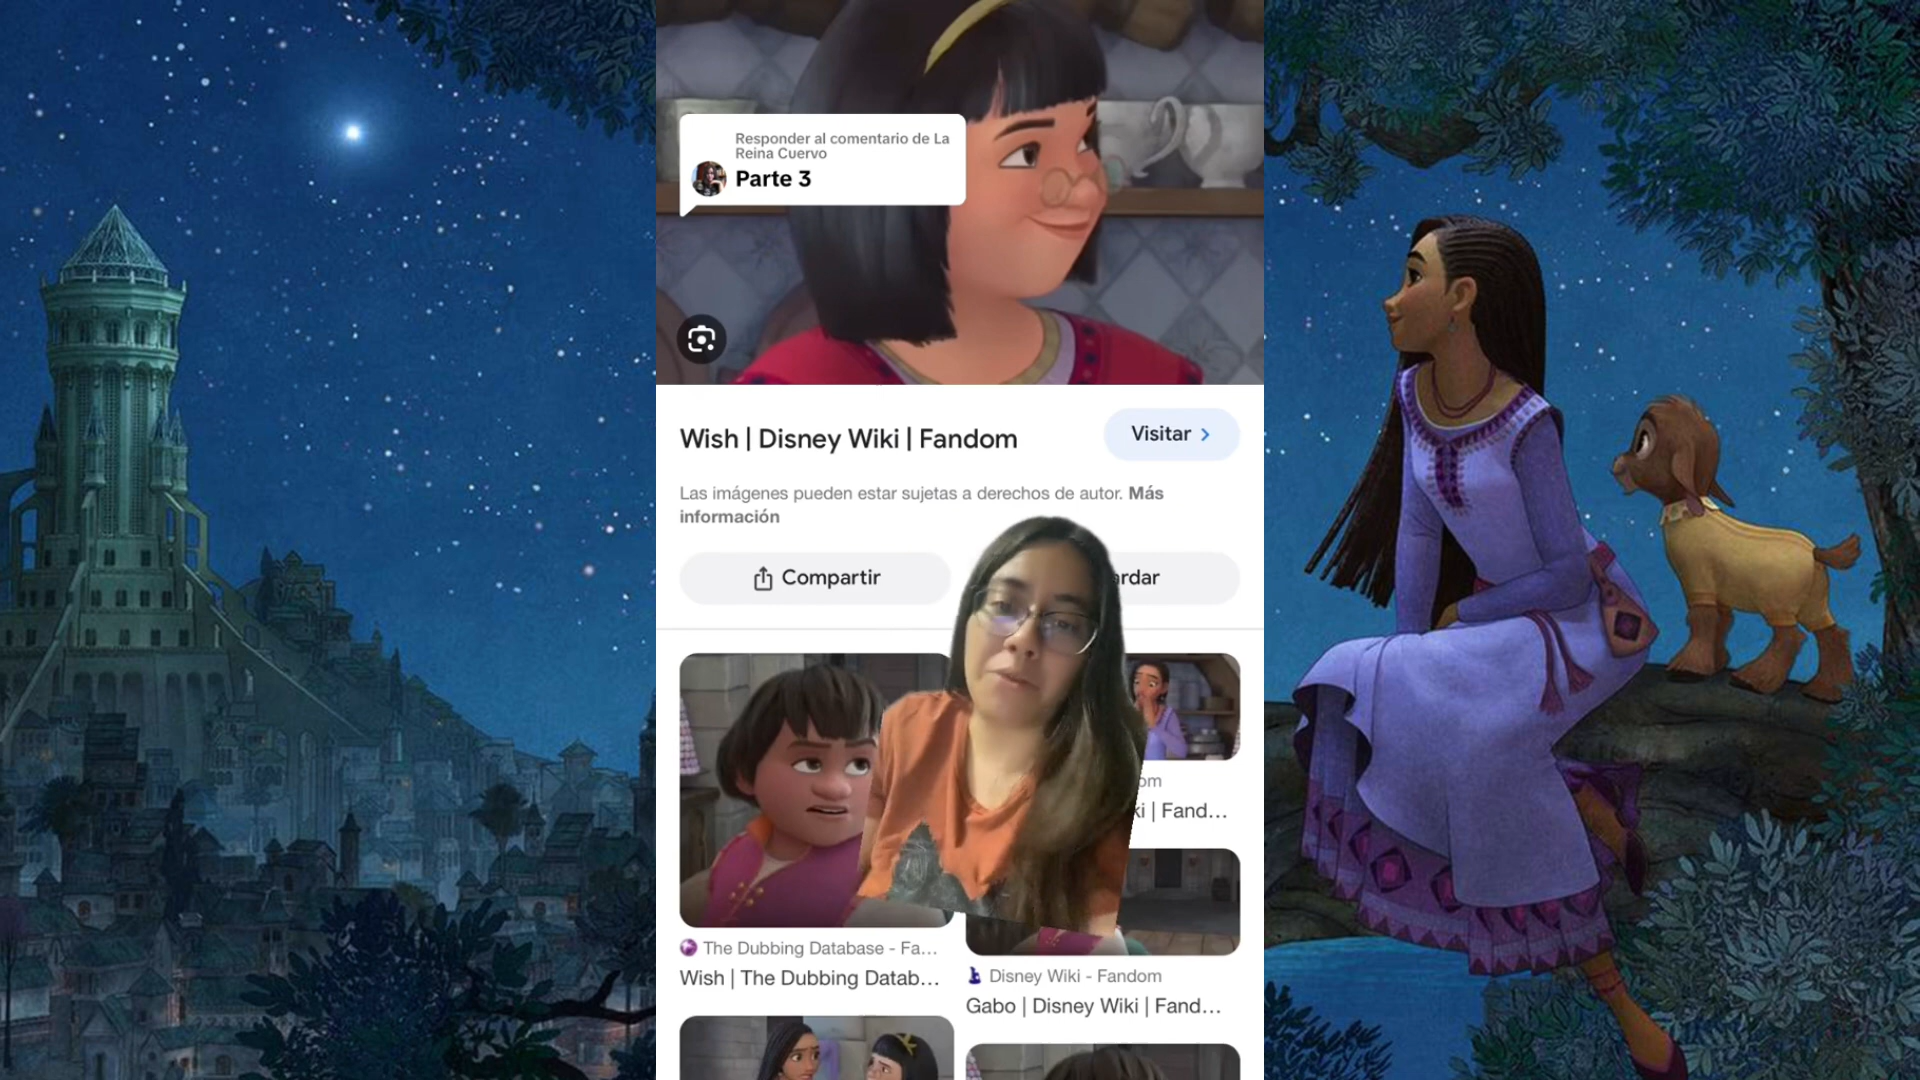 Responder al comentario de La
Reina Cuervo
Parte 3
Wish | Disney Wiki | Fandom
Visitar
Las imágenes pueden estar sujetas a derechos de autor. Más
información
Compartir
ardar
om
ki | Fand...
The Dubbing Database - Fa...
Wish | The Dubbing Datab...
Disney Wiki - Fandom
Gabo | Disney Wiki | Fand...